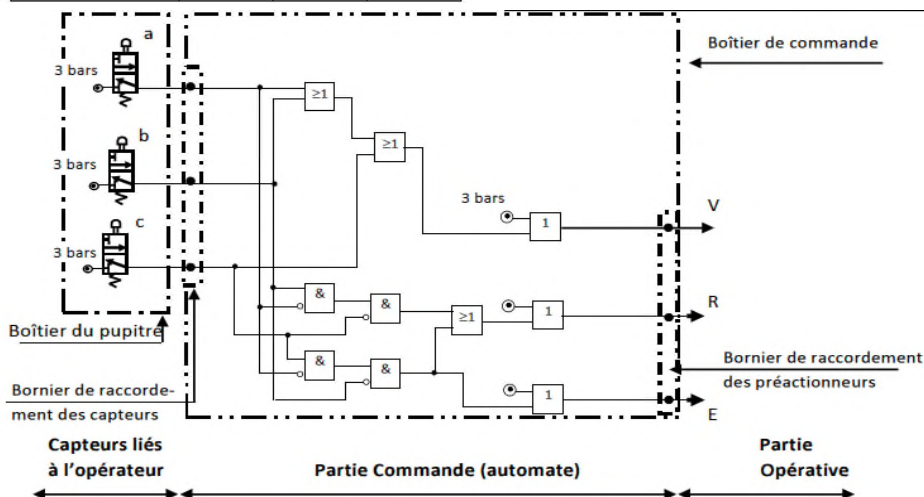 a
3 bars
b
3 bars
c
3 bars
≥1
≥1
3 bars
1
&
&
≥1
1
&
&
1
V
R
E
Boîtier de commande
Boîtier du pupitre
Bornier de raccorde-
ment des capteurs
Bornier de raccordement
des préactionneurs
Capteurs liés
à l'opérateur
Partie Commande (automate)
Partie
Opérative